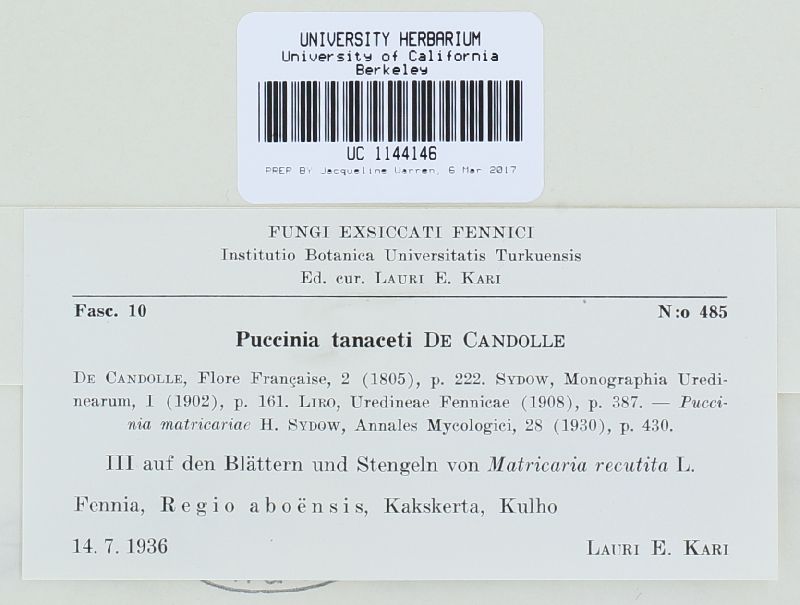 UNIVERSITY HERBARIUM
University of California
Berkeley
UC 1144146
PREP BY Jacqueline Warren, 6 Mar 2017
FUNGI EXSICCATI FENNICI
Institutio Botanica Universitatis Turkuensis
Ed. cur. LAURI E. KARI
Fasc. 10 N:o 485
Puccinia tanaceti DE CANDOLLE
DE CANDOLLE, Flore Française, 2 (1805), p. 222. SYDOW, Monographia Uredi-
nearum, 1 (1902), p. 161. LIRO, Uredineae Fennicae (1908), p. 387. — Pucci-
nia matricariae H. SYDOW, Annales Mycologici, 28 (1930), p. 430.
III auf den Blättern und Stengeln von Matricaria recutita L.
Fennia, Regio aboënsis, Kakskerta, Kulho
14. 7. 1936 LAURI E. KARI